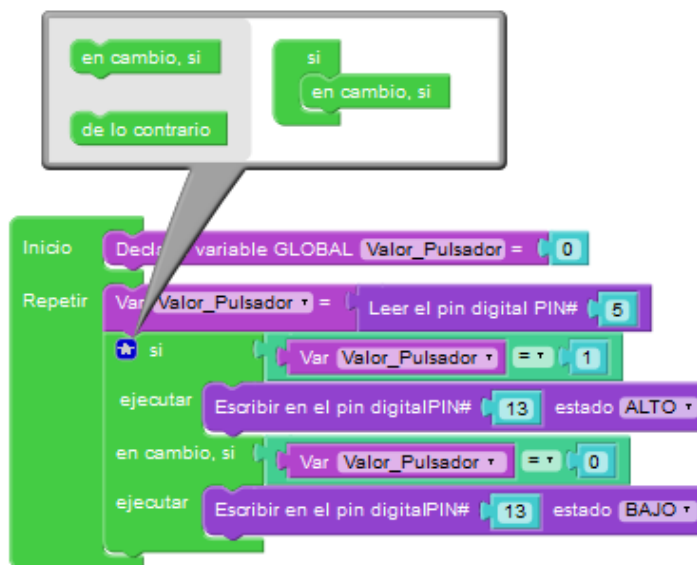 en cambio, si
si
en cambio, si
de lo contrario
Inicio
variable GLOBAL Valor_Pulsador = 0
Repetir
Var Valor_Pulsador = Leer el pin digital PIN# 5
si Var Valor_Pulsador = 1
ejecutar Escribir en el pin digitalPIN# 13 estado ALTO
en cambio, si Var Valor_Pulsador = 0
ejecutar Escribir en el pin digitalPIN# 13 estado BAJO